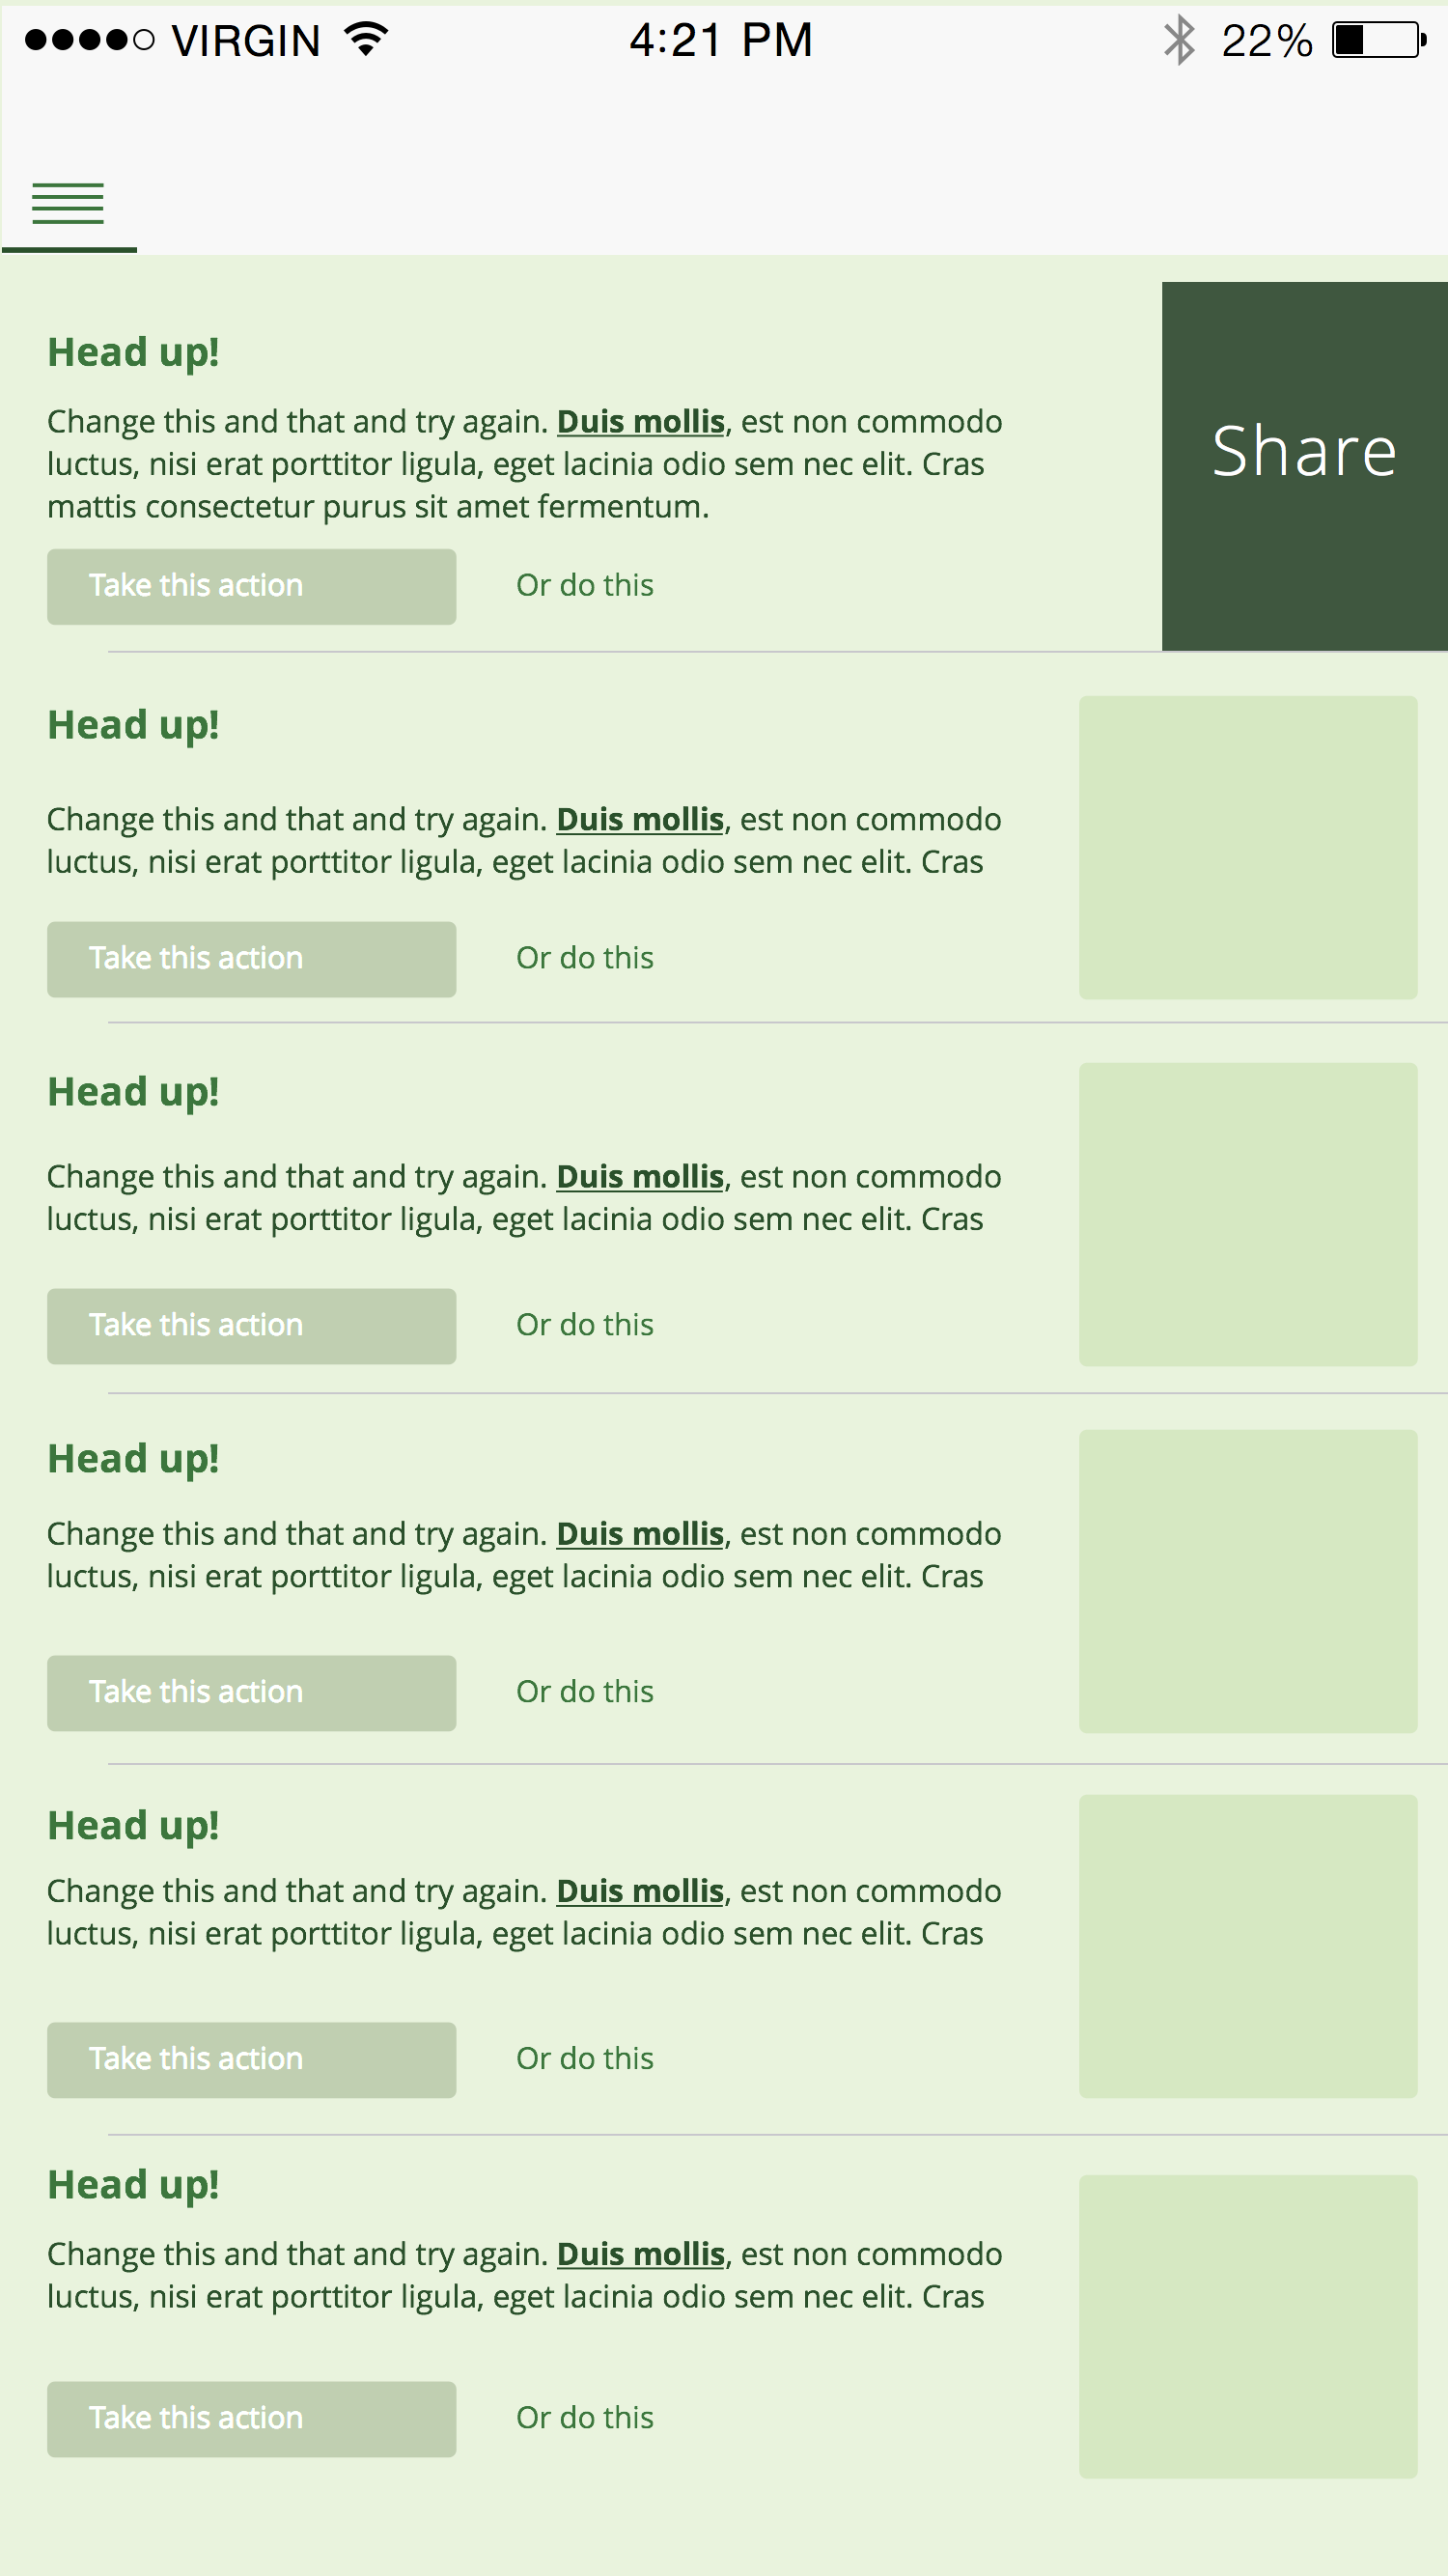 VIRGIN 4:21 PM 22%
Head up!
Change this and that and try again. Duis mollis, est non commodo
luctus, nisi erat porttitor ligula, eget lacinia odio sem nec elit. Cras
mattis consectetur purus sit amet fermentum.
Take this action Or do this
Share
Head up!
Change this and that and try again. Duis mollis, est non commodo
luctus, nisi erat porttitor ligula, eget lacinia odio sem nec elit. Cras
Take this action Or do this
Head up!
Change this and that and try again. Duis mollis, est non commodo
luctus, nisi erat porttitor ligula, eget lacinia odio sem nec elit. Cras
Take this action Or do this
Head up!
Change this and that and try again. Duis mollis, est non commodo
luctus, nisi erat porttitor ligula, eget lacinia odio sem nec elit. Cras
Take this action Or do this
Head up!
Change this and that and try again. Duis mollis, est non commodo
luctus, nisi erat porttitor ligula, eget lacinia odio sem nec elit. Cras
Take this action Or do this
Head up!
Change this and that and try again. Duis mollis, est non commodo
luctus, nisi erat porttitor ligula, eget lacinia odio sem nec elit. Cras
Take this action Or do this